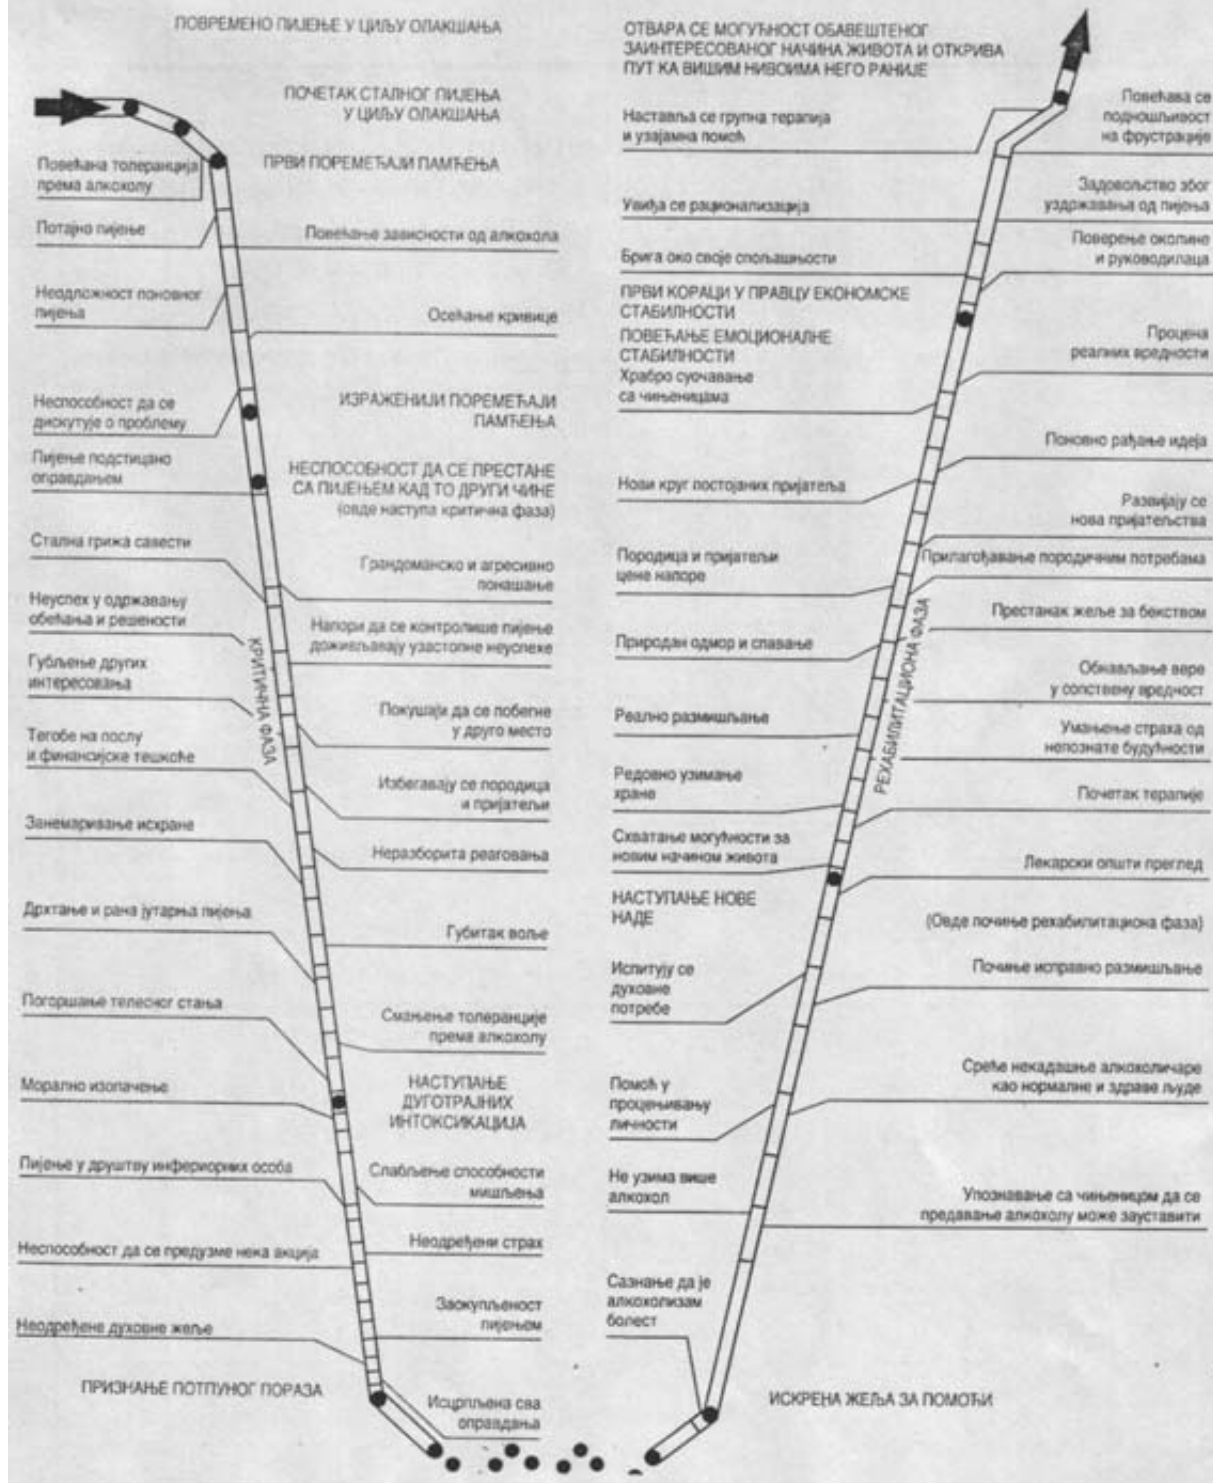 ПОВРЕМЕНО ПИЈЕЊЕ У ЦИЉУ ОЛАКШАЊА
ПОЧЕТАК СТАЛНОГ ПИЈЕЊА
У ЦИЉУ ОЛАКШАЊА
ПРВИ ПОРЕМЕЋАЈИ ПАМЋЕЊА
Повећана толеранција
према алкохолу
Потајно пијење
Повећање зависности од алкохола
Неодложност поновног
пијења
Осећање кривице
Неспособност да се
дискутује о проблему
ИЗРАЖЕНИЈИ ПОРЕМЕЋАЈИ
ПАМЋЕЊА
Пијење подстицано
оправдањем
НЕСПОСОБНОСТ ДА СЕ ПРЕСТАНЕ
СА ПИЈЕЊЕМ КАД ТО ДРУГИ ЧИНЕ
(овде наступа критична фаза)
Стална грижа савести
Грандоманско и агресивно
понашање
Неуспех у одржавању
обећања и решености
Напори да се контролише пијење
доживљавају узастопне неуспехе
КРИТИЧНА ФАЗА
Губљење других
интересовања
Покушаји да се побегне
у друго место
Тегобе на послу
и финансијске тешкоће
Избегавају се породица
и пријатељи
Занемаривање исхране
Неразборита реаговања
Дрхтање и рана јутарња пијења
Губитак воље
Погоршање телесног стања
Смањење толеранције
према алкохолу
Морално изопачење
НАСТУПАЊЕ
ДУГОТРАЈНИХ
ИНТОКСИКАЦИЈА
Пијење у друштву инфериорних особа
Слабљење способности
мишљења
Неспособност да се предузме нека акција
Неодређени страх
Заокупљеност
пијењем
Неодређене духовне жеље
ПРИЗНАЊЕ ПОТПУНОГ ПОРАЗА
Исцрпљена сва
оправдања
ОТВАРА СЕ МОГУЋНОСТ ОБАВЕШТЕНОГ
ЗАИНТЕРЕСОВАНОГ НАЧИНА ЖИВОТА И ОТКРИВА
ПУТ КА ВИШИМ НИВОИМА НЕГО РАНИЈЕ
Наставља се групна терапија
и узајамна помоћ
Повећава се
подношљивост
на фрустрације
Увиђа се рационализација
Задовољство због
уздржавања од пијења
Брига око своје спољашњости
Поверење околине
и руководилаца
ПРВИ КОРАЦИ У ПРАВЦУ ЕКОНОМСКЕ
СТАБИЛНОСТИ
ПОВЕЋАЊЕ ЕМОЦИОНАЛНЕ
СТАБИЛНОСТИ
Храбро суочавање
са чињеницама
Процена
реалних вредности
Поновно рађање идеја
Нови круг постојаних пријатеља
Развијају се
нова пријатељства
Породица и пријатељи
цене напоре
Прилагођавање породичним потребама
Престанак жеље за бекством
Природан одмор и спавање
РЕХАБИЛИТАЦИОНА ФАЗА
Обнављање вере
у сопствену вредност
Реално размишљање
Умањење страха од
непознате будућности
Редовно узимање
хране
Почетак терапије
Схватање могућности за
новим начином живота
Лекарски општи преглед
НАСТУПАЊЕ НОВЕ
НАДЕ
(Овде почиње рехабилитациона фаза)
Испитују се
духовне
потребе
Почиње исправно размишљање
Помоћ у
процењивању
личности
Среће некадашње алкохоличаре
као нормалне и здраве људе
Не узима више
алкохол
Упознавање са чињеницом да се
предавање алкохолу може зауставити
Сазнање да је
алкохолизам
болест
ИСКРЕНА ЖЕЉА ЗА ПОМОЋИ